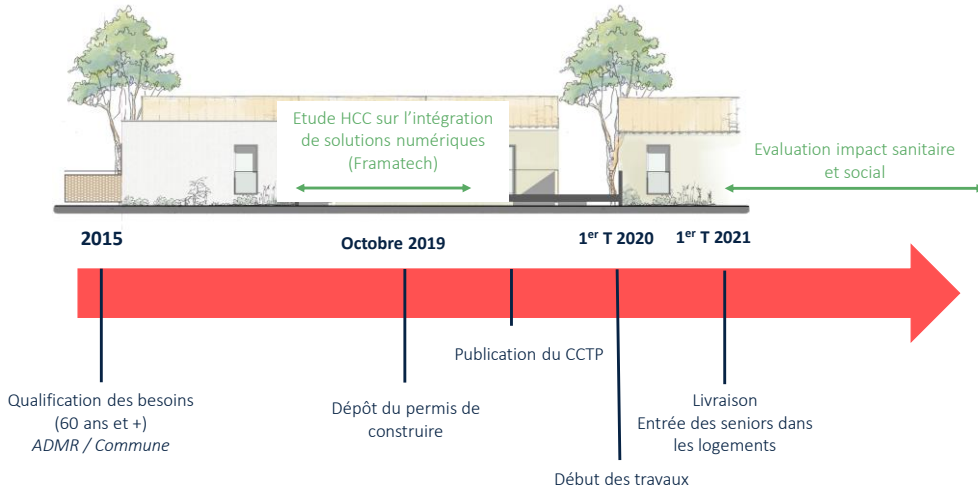 Etude HCC sur l’intégration
de solutions numériques
(Framatech)
Evaluation impact sanitaire
et social
2015
Octobre 2019
1er T 2020
1er T 2021
Publication du CCTP
Qualification des besoins
(60 ans et +)
ADMR / Commune
Dépôt du permis de
construire
Livraison
Entrée des seniors dans
les logements
Début des travaux